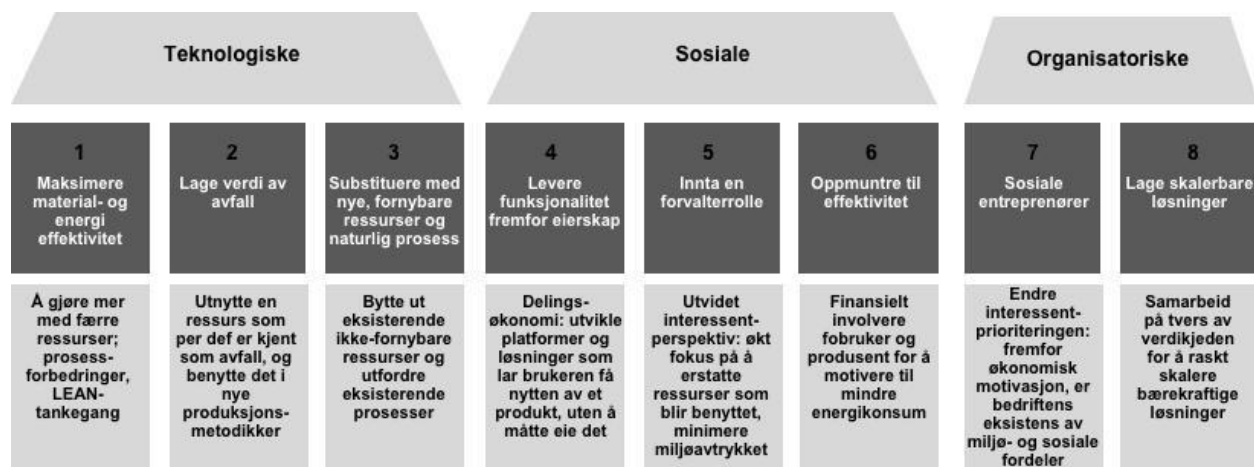 Teknologiske
Sosiale
Organisatoriske
1
Maksimere
material- og
energi
effektivitet
2
Lage verdi av
avfall
3
Substituere med
nye, fornybare
ressurser og
naturlig prosess
4
Levere
funksjonalitet
fremfor eierskap
5
Innta en
forvalterrolle
6
Oppmuntre til
effektivitet
7
Sosiale
entreprenører
8
Lage skalerbare
løsninger
Å gjøre mer
med færre
ressurser;
prosess-
forbedringer,
LEAN-
tankegang
Utnytte en
ressurs som
per def er kjent
som avfall, og
benytte det i
nye
produksjons-
metodikker
Bytte ut
eksisterende
ikke-fornybare
ressurser og
utfordre
eksisterende
prosesser
Delings-
økonomi: utvikle
platformer og
løsninger som
lar brukeren få
nytten av et
produkt, uten å
måtte eie det
Utvidet
interessent-
perspektiv: økt
fokus på å
erstatte
ressurser som
blir benyttet,
minimere
miljøavtrykket
Finansielt
involvere
fobruker og
produsent for å
motivere til
mindre
energikonsum
Endre
interessent-
prioriteringen:
fremfor
økonomisk
motivasjon, er
bedriftens
eksistens av
miljø- og sosiale
fordeler
Samarbeid
på tvers av
verdikjeden
for å raskt
skalere
bærekraftige
løsninger